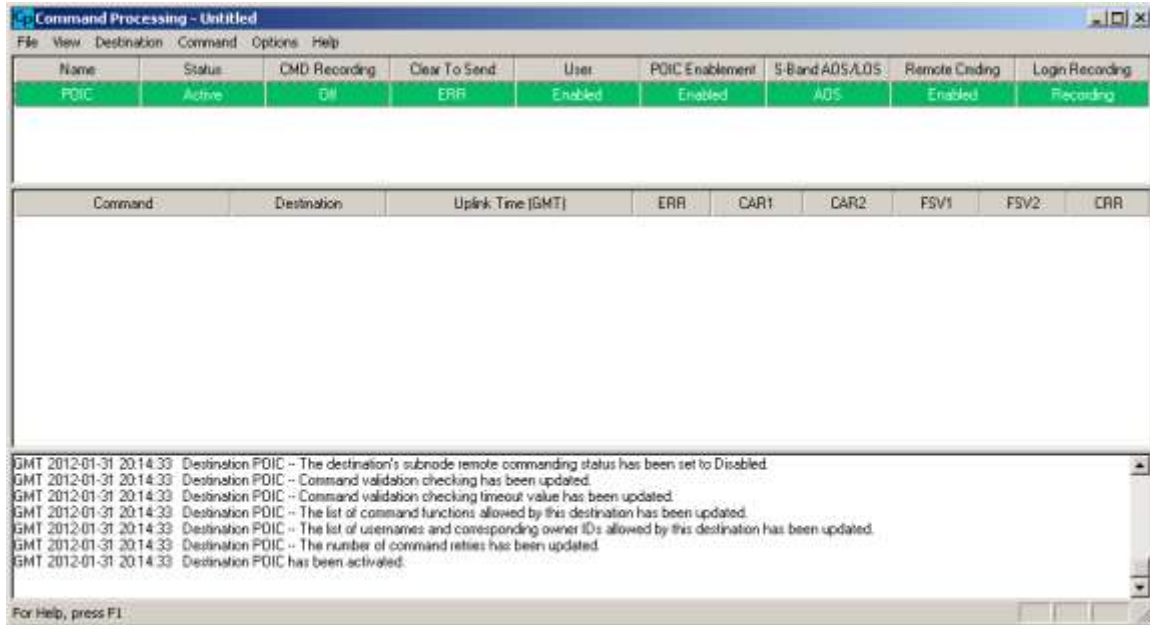 Cp Command Processing - Untitled
File View Destination Command Options Help
Name Status CMD Recording Clear To Send User POIC Enablement S-Band AOS/LOS Remote Cmding Login Recording
POIC Active Off ERR Enabled Enabled AOS Enabled Recording
Command Destination Uplink Time (GMT) ERR CAR1 CAR2 FSV1 FSV2 CRR
GMT 2012-01-31 20:14:33 Destination POIC -- The destination's subnode remote commanding status has been set to Disabled.
GMT 2012-01-31 20:14:33 Destination POIC -- Command validation checking has been updated.
GMT 2012-01-31 20:14:33 Destination POIC -- Command validation checking timeout value has been updated.
GMT 2012-01-31 20:14:33 Destination POIC -- The list of command functions allowed by this destination has been updated.
GMT 2012-01-31 20:14:33 Destination POIC -- The list of usernames and corresponding owner IDs allowed by this destination has been updated.
GMT 2012-01-31 20:14:33 Destination POIC -- The number of command retries has been updated.
GMT 2012-01-31 20:14:33 Destination POIC has been activated.
For Help, press F1